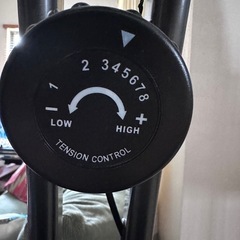 1 2 3 4 5 6 7 8
- +
LOW HIGH
TENSION CONTROL